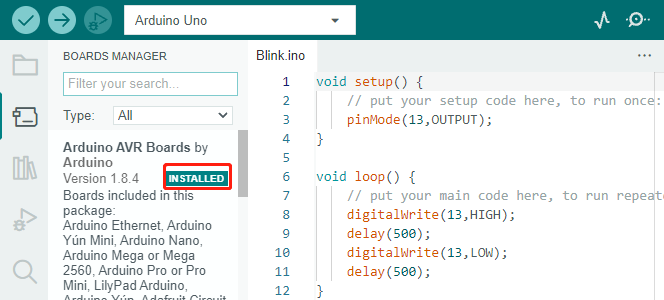 Arduino Uno
BOARDS MANAGER
Filter your search...
Type: All
Arduino AVR Boards by
Arduino
Version 1.8.4 INSTALLED
Boards included in this
package:
Arduino Ethernet, Arduino
Yún Mini, Arduino Nano,
Arduino Mega or Mega
2560, Arduino Pro or Pro
Mini, LilyPad Arduino,
Arduino Yún, Adafruit Circuit
Blink.ino
1 void setup() {
2 // put your setup code here, to run once:
3 pinMode(13,OUTPUT);
4 }
5
6 void loop() {
7 // put your main code here, to run repeate
8 digitalWrite(13,HIGH);
9 delay(500);
10 digitalWrite(13,LOW);
11 delay(500);
12 }